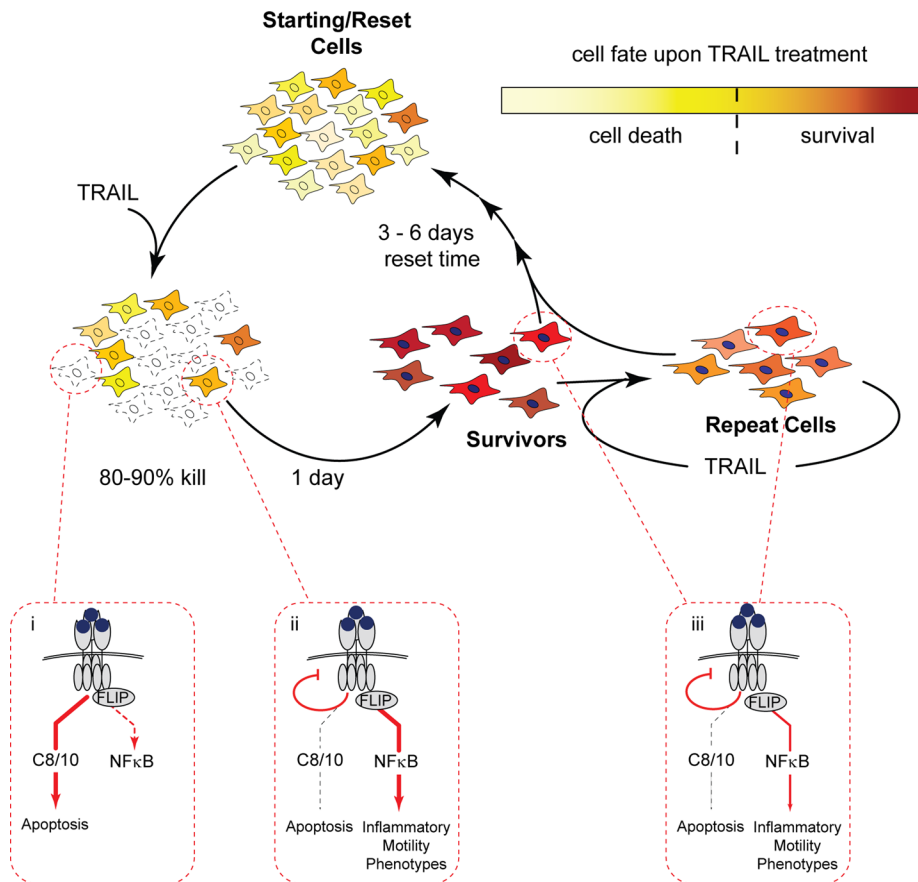 Starting/Reset
Cells
cell fate upon TRAIL treatment
cell death
survival
TRAIL
3 - 6 days
reset time
80-90% kill
1 day
Survivors
Repeat Cells
TRAIL
i
FLIP
C8/10
NFκB
Apoptosis
ii
FLIP
C8/10
NFκB
Apoptosis
Inflammatory
Motility
Phenotypes
iii
FLIP
C8/10
NFκB
Apoptosis
Inflammatory
Motility
Phenotypes